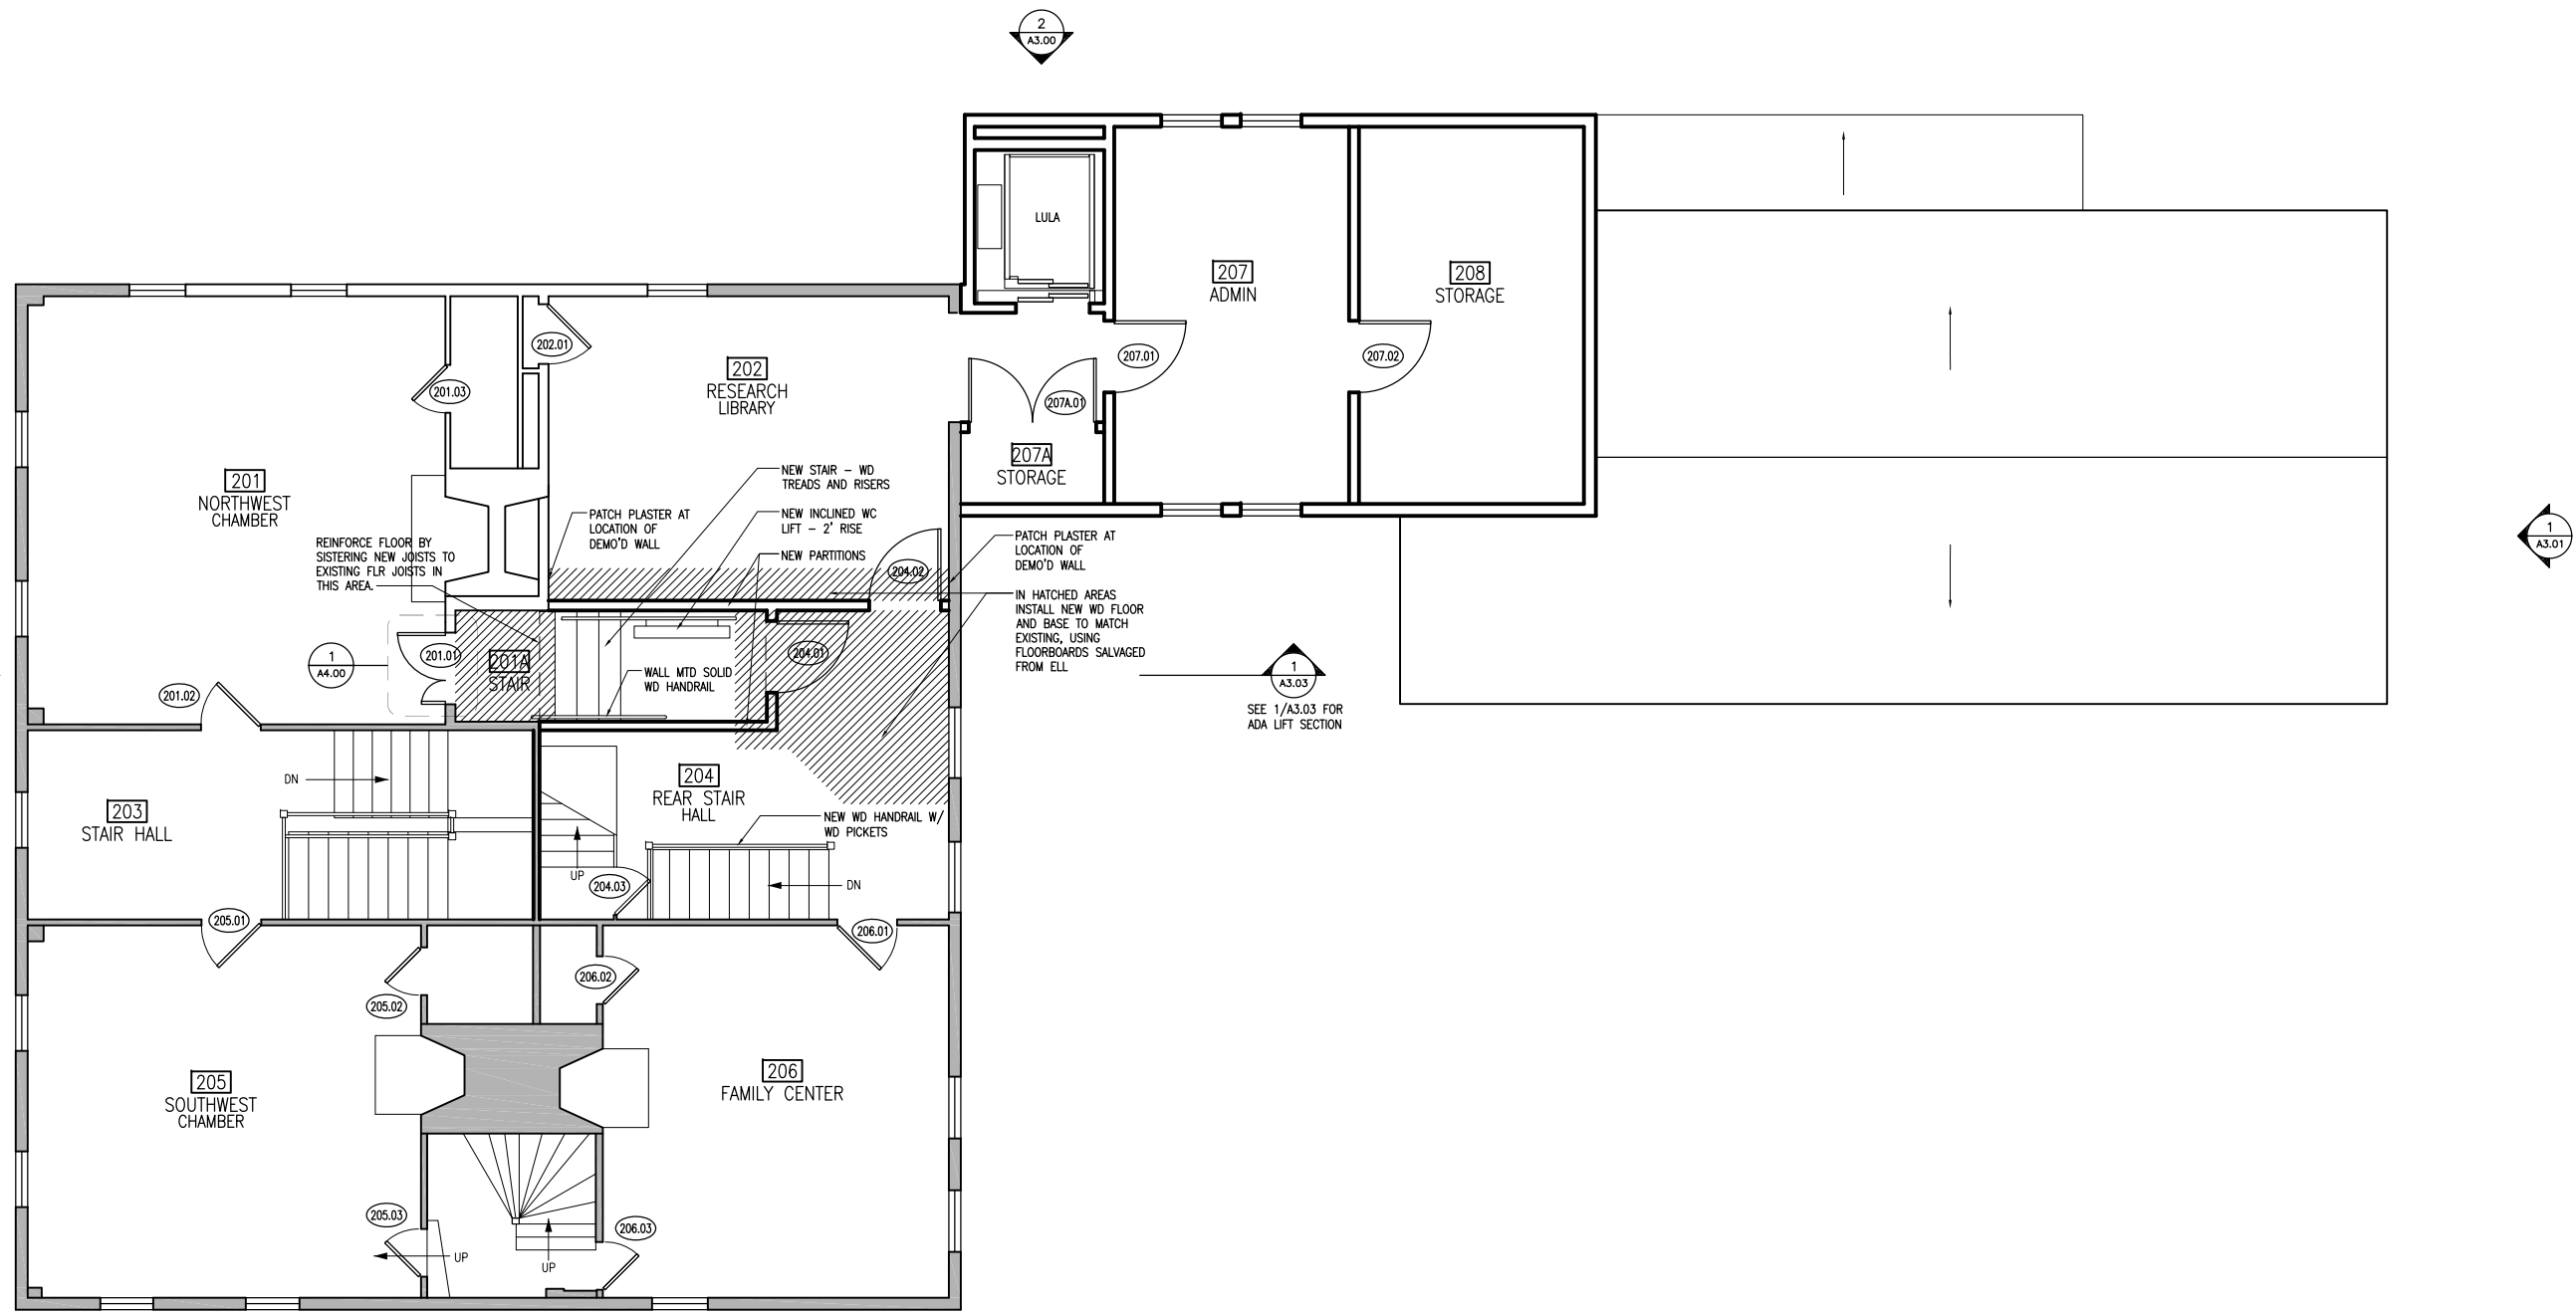 2
A3.00
LULA
207
ADMIN
208
STORAGE
202.01
207.01
207.02
201.03
202
RESEARCH
LIBRARY
207A.01
207A
STORAGE
201
NORTHWEST
CHAMBER
NEW STAIR – WD
TREADS AND RISERS
PATCH PLASTER AT
LOCATION OF
DEMO'D WALL
NEW INCLINED WC
LIFT – 2' RISE
NEW PARTITIONS
REINFORCE FLOOR BY
SISTERING NEW JOISTS TO
EXISTING FLR JOISTS IN
THIS AREA.
PATCH PLASTER AT
LOCATION OF
DEMO'D WALL
1
A3.01
204.02
IN HATCHED AREAS
INSTALL NEW WD FLOOR
AND BASE TO MATCH
EXISTING, USING
FLOORBOARDS SALVAGED
FROM ELL
1
A4.00
201.01
201A
STAIR
204.01
WALL MTD SOLID
WD HANDRAIL
1
A3.03
SEE 1/A3.03 FOR
ADA LIFT SECTION
201.02
DN
203
STAIR HALL
204
REAR STAIR
HALL
NEW WD HANDRAIL W/
WD PICKETS
UP
204.03
DN
205.01
206.01
205.02
206.02
205
SOUTHWEST
CHAMBER
206
FAMILY CENTER
205.03
206.03
UP
UP